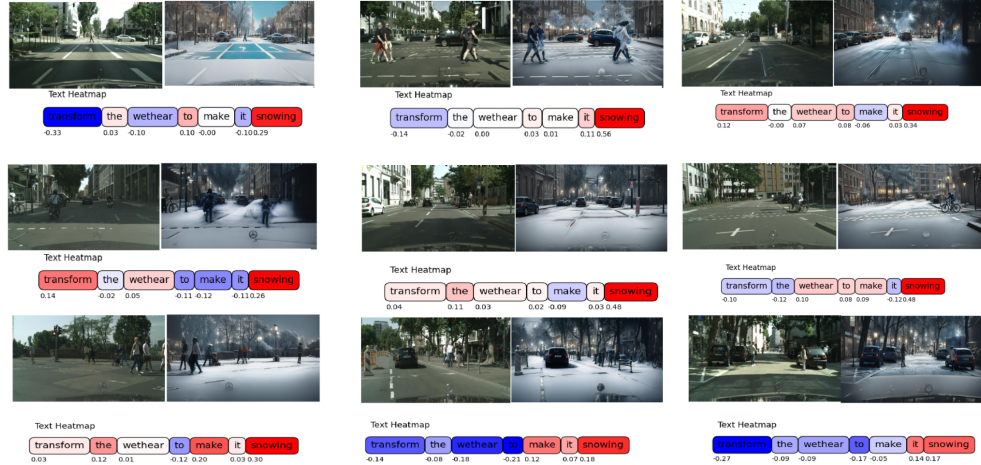 Text Heatmap
transform the wethear to make it snowing
-0.33 0.03 -0.10 0.10 -0.00 -0.10 0.29
Text Heatmap
transform the wethear to make it snowing
-0.14 -0.02 0.00 0.03 0.01 0.11 0.56
Text Heatmap
transform the wethear to make it snowing
0.12 -0.00 0.07 0.08 -0.06 0.03 0.34
Text Heatmap
transform the wethear to make it snowing
0.14 -0.02 0.05 -0.11 -0.12 -0.11 0.26
Text Heatmap
transform the wethear to make it snowing
0.04 0.11 0.03 0.02 -0.09 0.03 0.48
Text Heatmap
transform the wethear to make it snowing
-0.10 -0.12 0.10 0.08 0.09 -0.12 0.48
Text Heatmap
transform the wethear to make it snowing
0.03 0.12 0.01 -0.12 0.20 0.03 0.30
Text Heatmap
transform the wethear to make it snowing
-0.14 -0.08 -0.18 -0.21 0.12 0.07 0.18
Text Heatmap
transform the wethear to make it snowing
-0.27 -0.09 -0.09 -0.17 -0.05 0.14 0.17